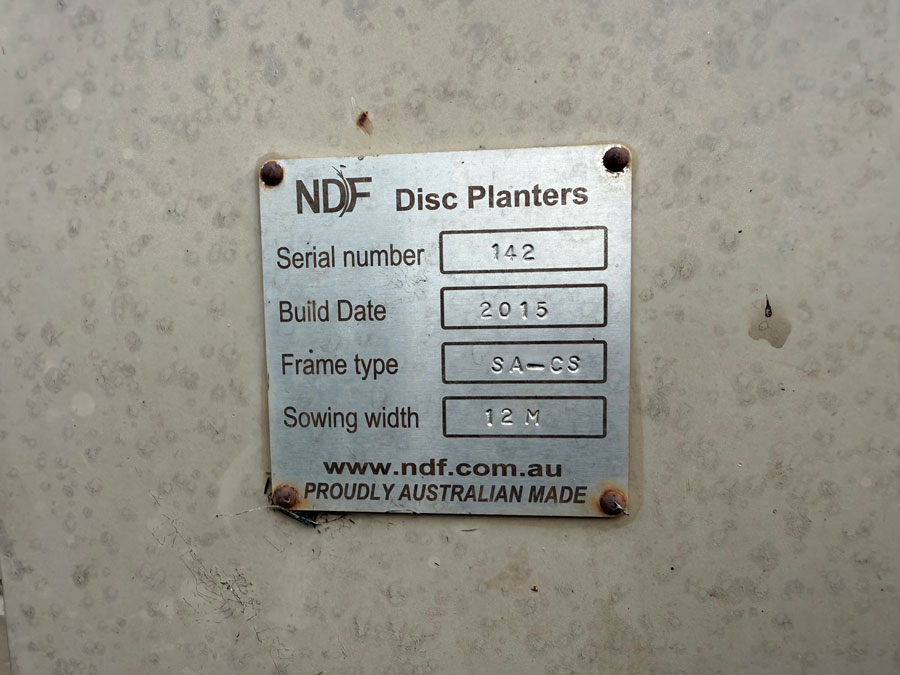 NDF Disc Planters
Serial number 142
Build Date 2015
Frame type SA-CS
Sowing width 12 M
www.ndf.com.au
PROUDLY AUSTRALIAN MADE